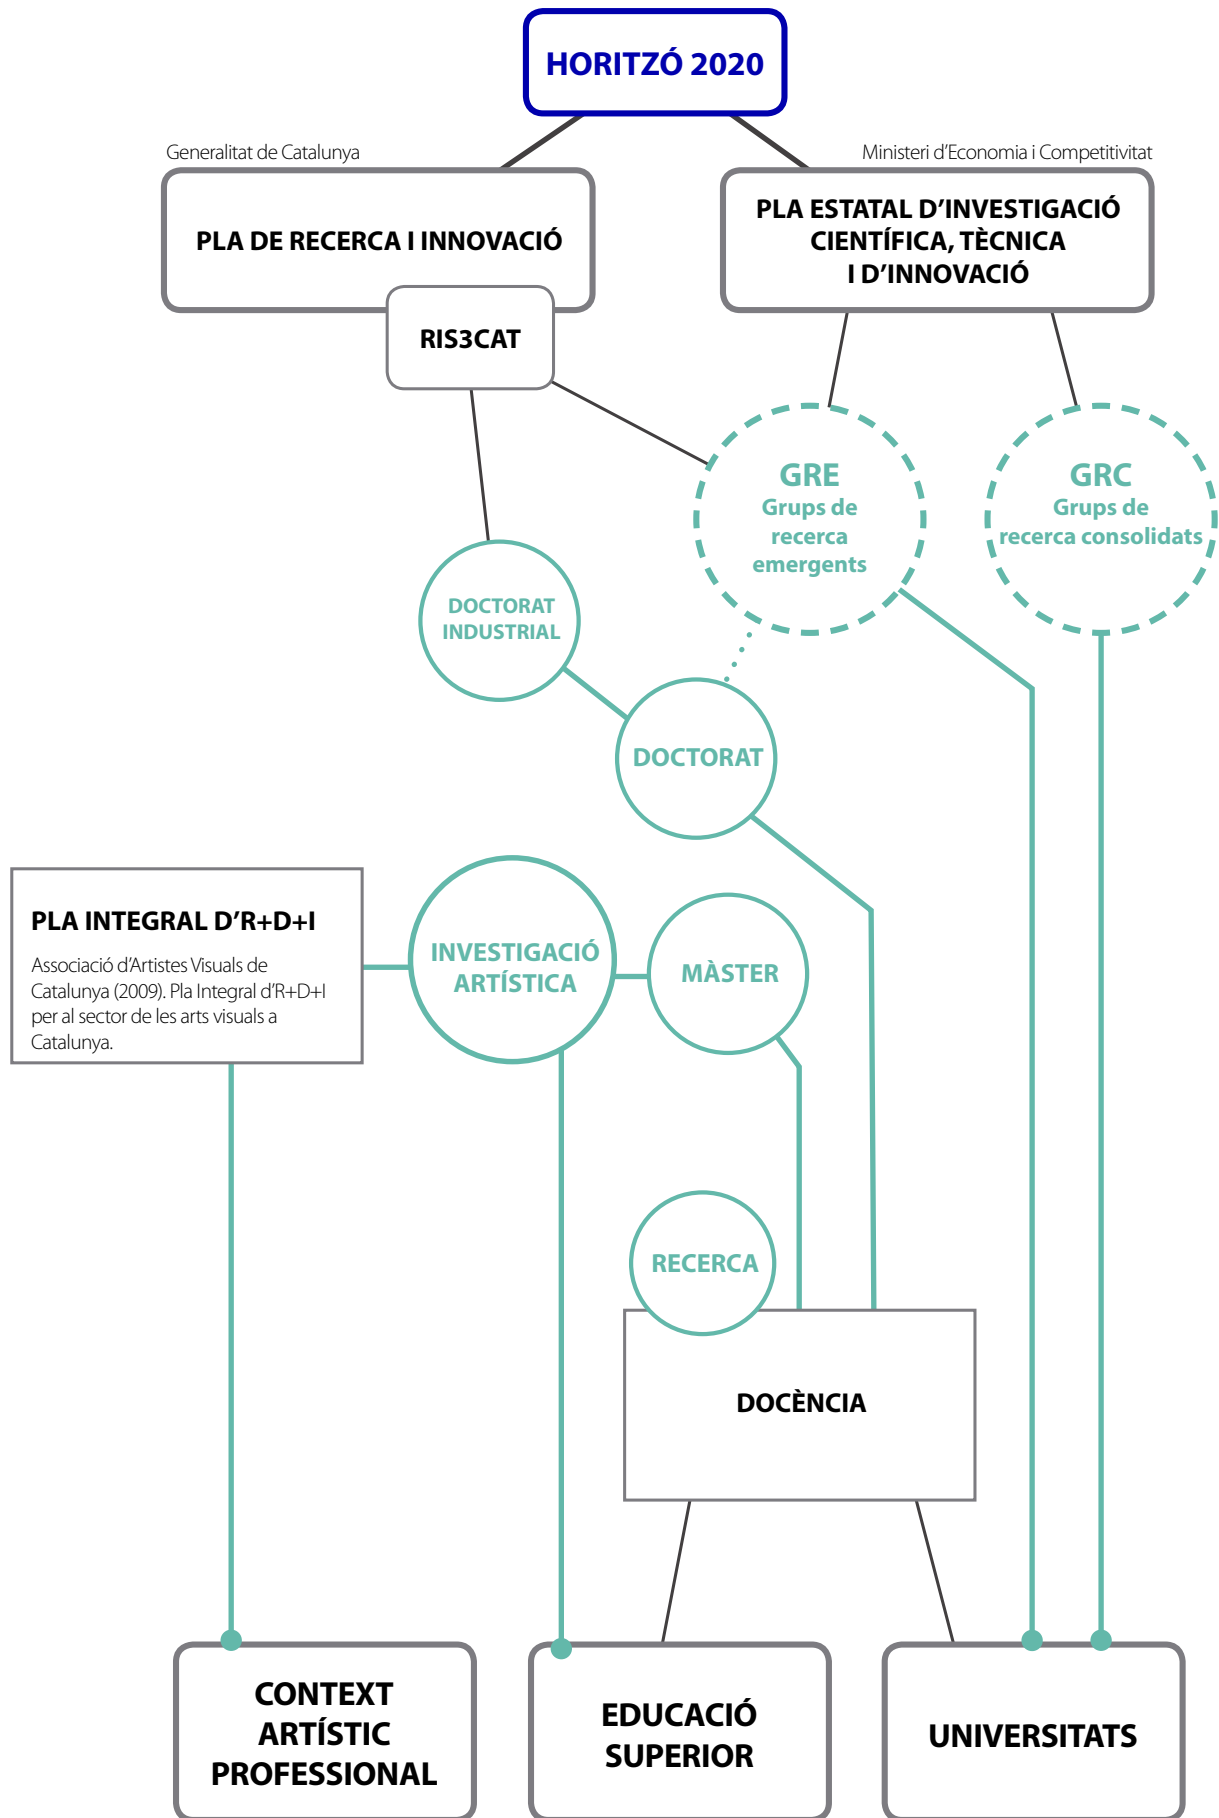 HORITZÓ 2020
Generalitat de Catalunya
Ministeri d’Economia i Competitivitat
PLA DE RECERCA I INNOVACIÓ
PLA ESTATAL D’INVESTIGACIÓ
CIENTÍFICA, TÈCNICA
I D’INNOVACIÓ
RIS3CAT
GRE
Grups de
recerca
emergents
GRC
Grups de
recerca consolidats
DOCTORAT
INDUSTRIAL
DOCTORAT
PLA INTEGRAL D’R+D+I
Associació d’Artistes Visuals de
Catalunya (2009). Pla Integral d’R+D+I
per al sector de les arts visuals a
Catalunya.
INVESTIGACIÓ
ARTÍSTICA
MÀSTER
RECERCA
DOCÈNCIA
CONTEXT
ARTÍSTIC
PROFESSIONAL
EDUCACIÓ
SUPERIOR
UNIVERSITATS